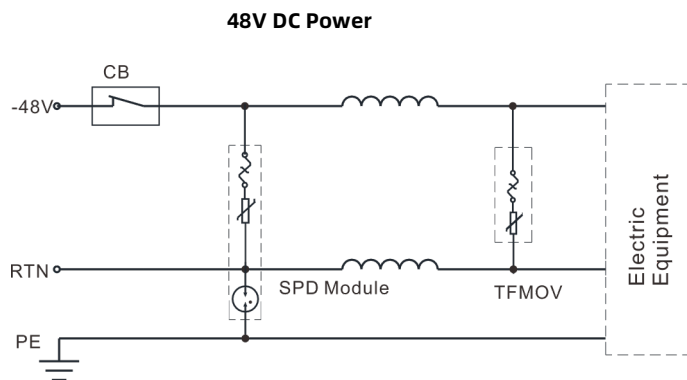 48V DC Power
CB
-48V
RTN
SPD Module
TFMOV
PE
Electric
Equipment